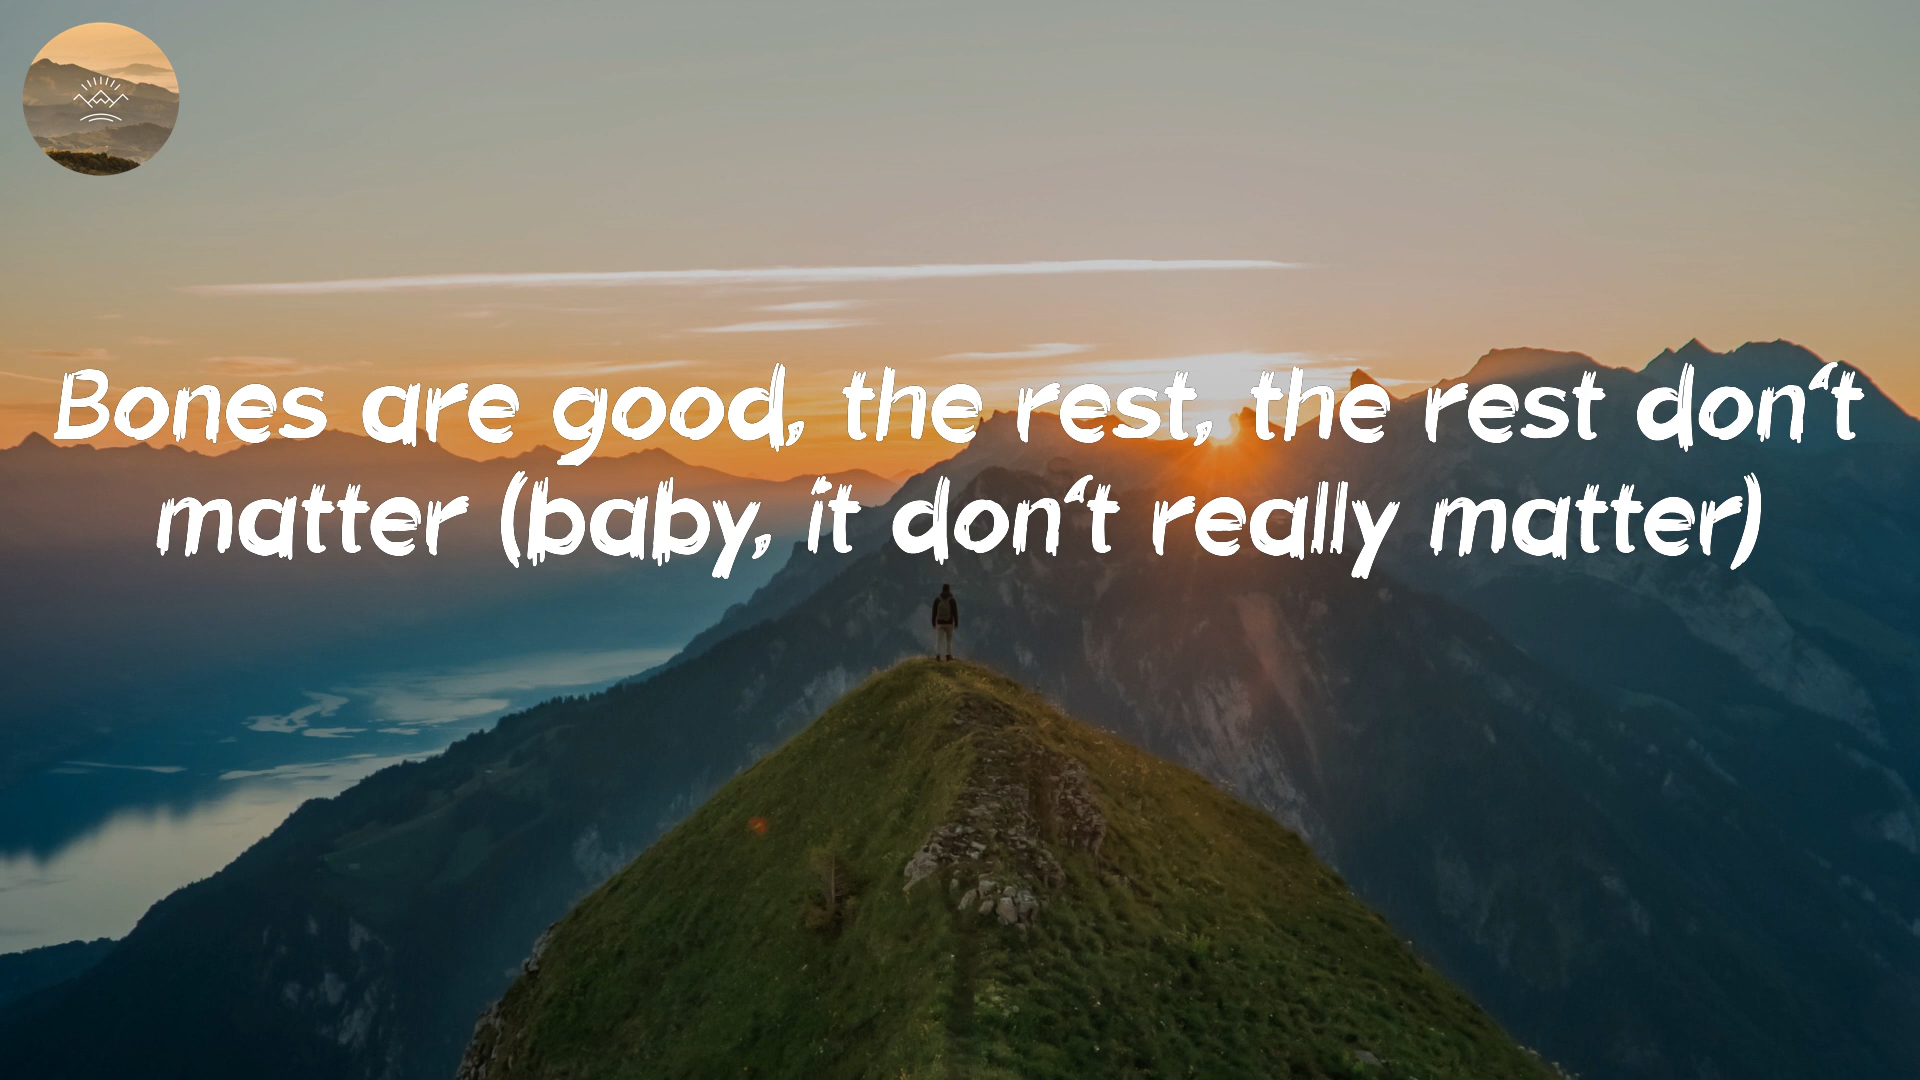 Bones are good, the rest, the rest don't
matter (baby, it don't really matter)